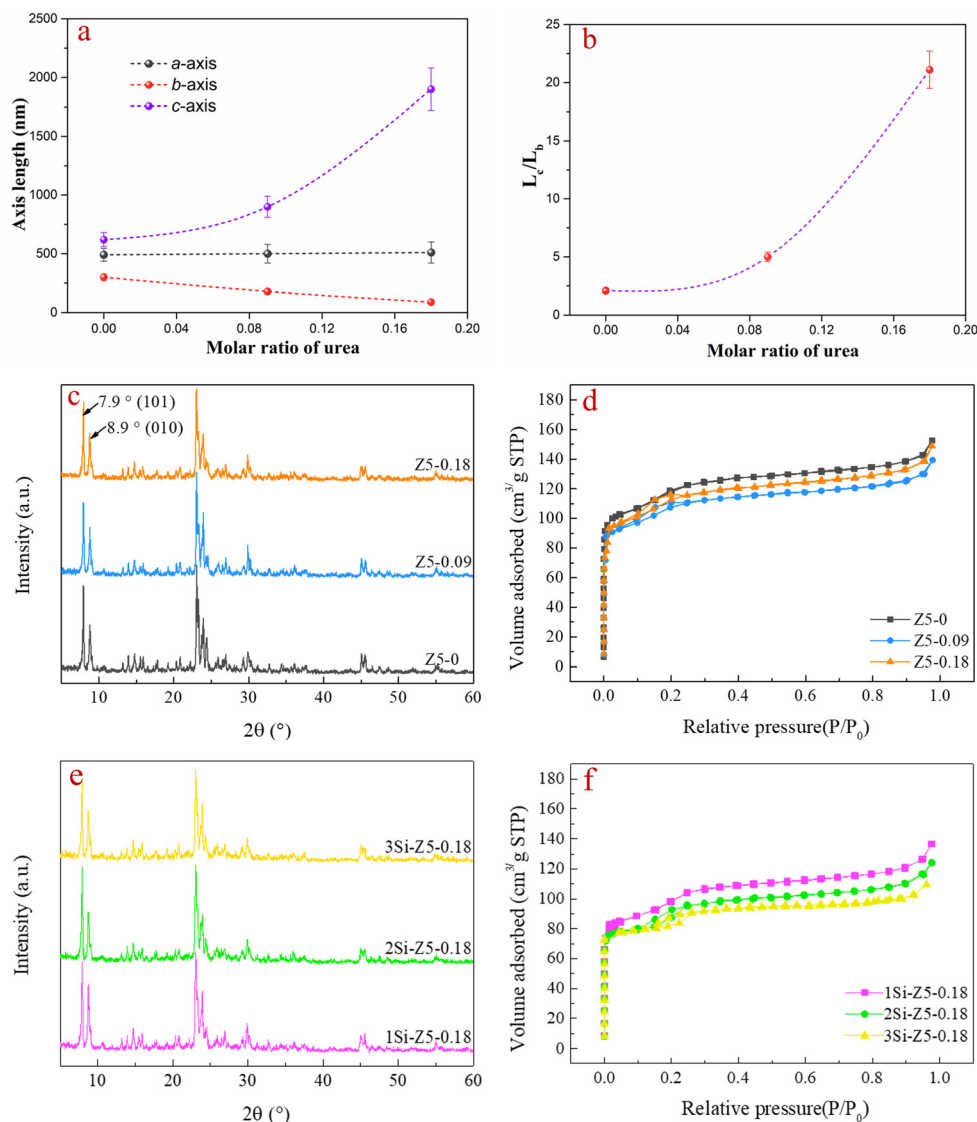 a
2500
2000
1500
1000
500
0
Axis length (nm)
a-axis
b-axis
c-axis
0.00 0.04 0.08 0.12 0.16 0.20
Molar ratio of urea
b
25
20
15
10
5
0
Lc/Lb
0.00 0.04 0.08 0.12 0.16 0.20
Molar ratio of urea
c
7.9 ° (101)
8.9 ° (010)
Z5-0.18
Z5-0.09
Z5-0
Intensity (a.u.)
10 20 30 40 50 60
2θ (°)
d
180
160
140
120
100
80
60
40
20
0
Volume adsorbed (cm³/ g STP)
Z5-0
Z5-0.09
Z5-0.18
0.0 0.2 0.4 0.6 0.8 1.0
Relative pressure(P/P₀)
e
3Si-Z5-0.18
2Si-Z5-0.18
1Si-Z5-0.18
Intensity (a.u.)
10 20 30 40 50 60
2θ (°)
f
180
160
140
120
100
80
60
40
20
0
Volume adsorbed (cm³/ g STP)
1Si-Z5-0.18
2Si-Z5-0.18
3Si-Z5-0.18
0.0 0.2 0.4 0.6 0.8 1.0
Relative pressure(P/P₀)